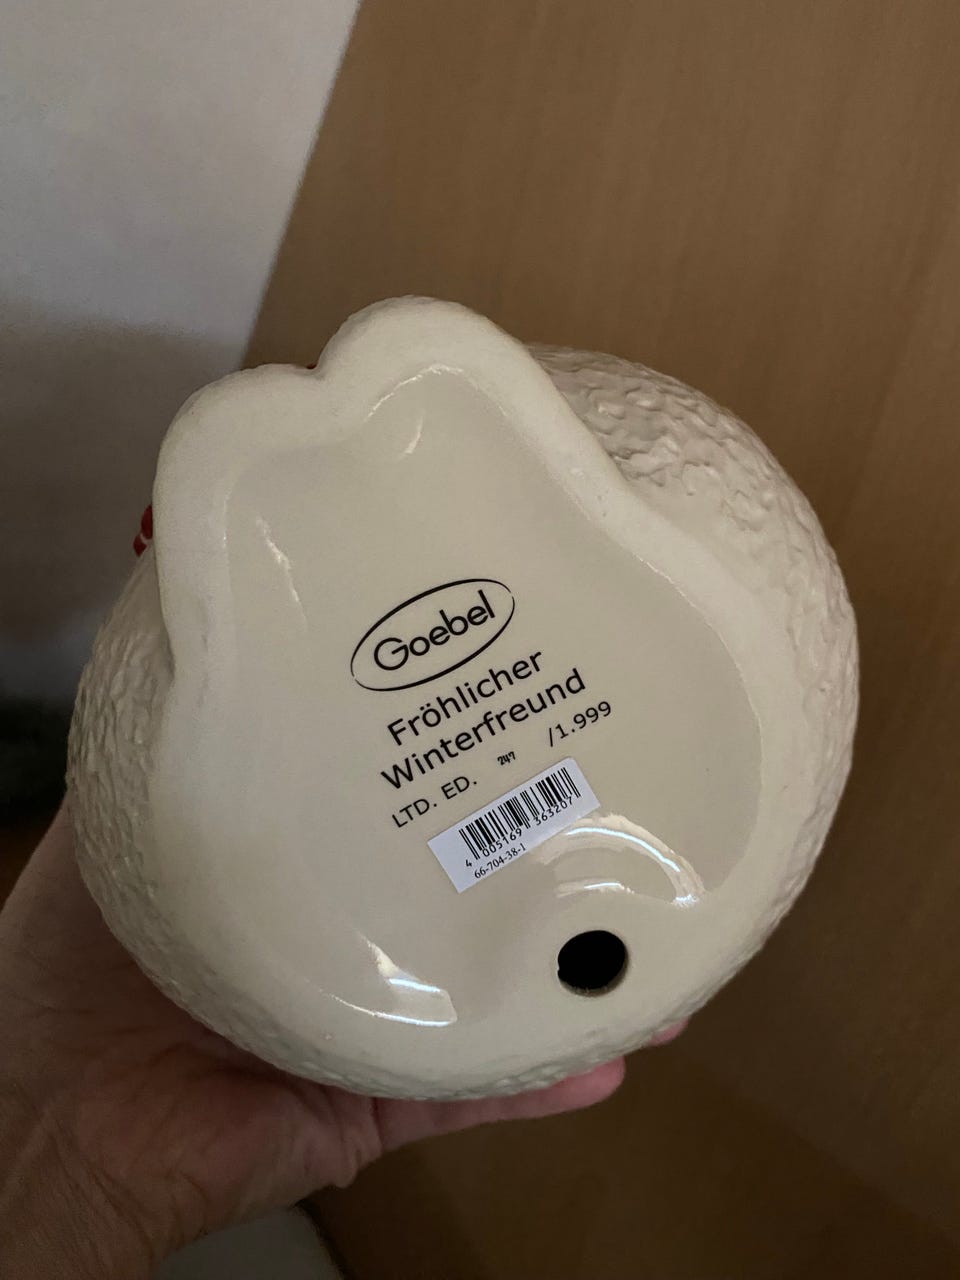 Goebel
Fröhlicher
Winterfreund
LTD. ED. 247 /1.999
4 005169 363207
66-704-38-1